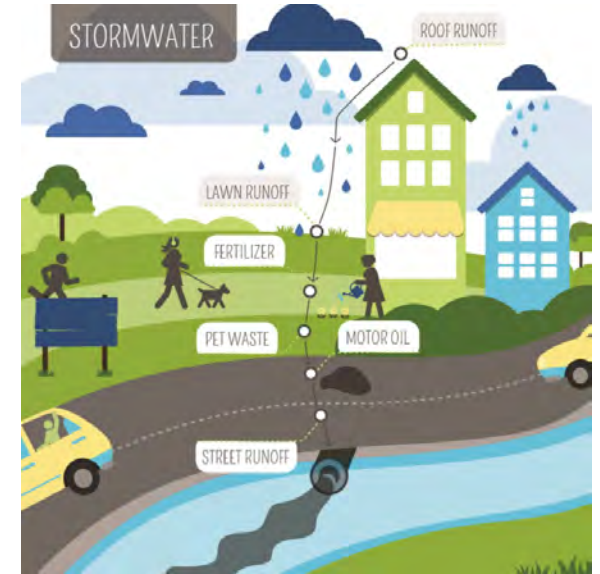 STORMWATER
ROOF RUNOFF
LAWN RUNOFF
FERTILIZER
PET WASTE
MOTOR OIL
STREET RUNOFF